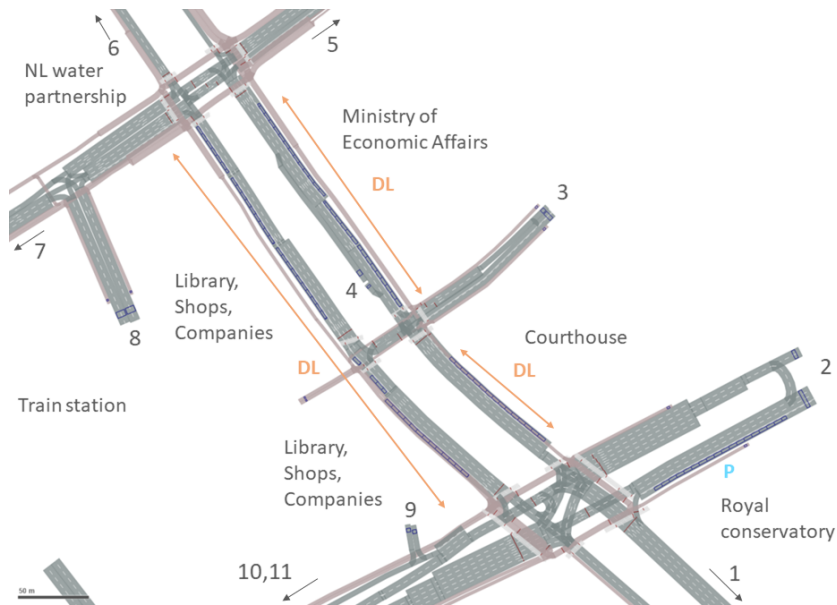 6
5
NL water
partnership
Ministry of
Economic Affairs
DL
3
7
4
Library,
Shops,
Companies
8
Courthouse
DL
DL
2
Train station
Library,
Shops,
Companies
P
9
Royal
conservatory
10,11
1
50 m